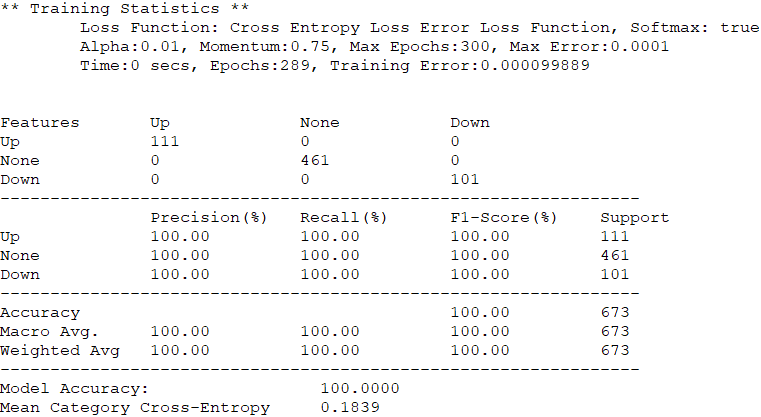 ** Training Statistics **
Loss Function: Cross Entropy Loss Error Loss Function, Softmax: true
Alpha:0.01, Momentum:0.75, Max Epochs:300, Max Error:0.0001
Time:0 secs, Epochs:289, Training Error:0.000099889
Features Up None Down
Up 111 0 0
None 0 461 0
Down 0 0 101
----------------------------------------------------------------
Precision(%) Recall(%) F1-Score(%) Support
Up 100.00 100.00 100.00 111
None 100.00 100.00 100.00 461
Down 100.00 100.00 100.00 101
----------------------------------------------------------------
Accuracy 100.00 673
Macro Avg. 100.00 100.00 100.00 673
Weighted Avg 100.00 100.00 100.00 673
----------------------------------------------------------------
Model Accuracy: 100.0000
Mean Category Cross-Entropy 0.1839